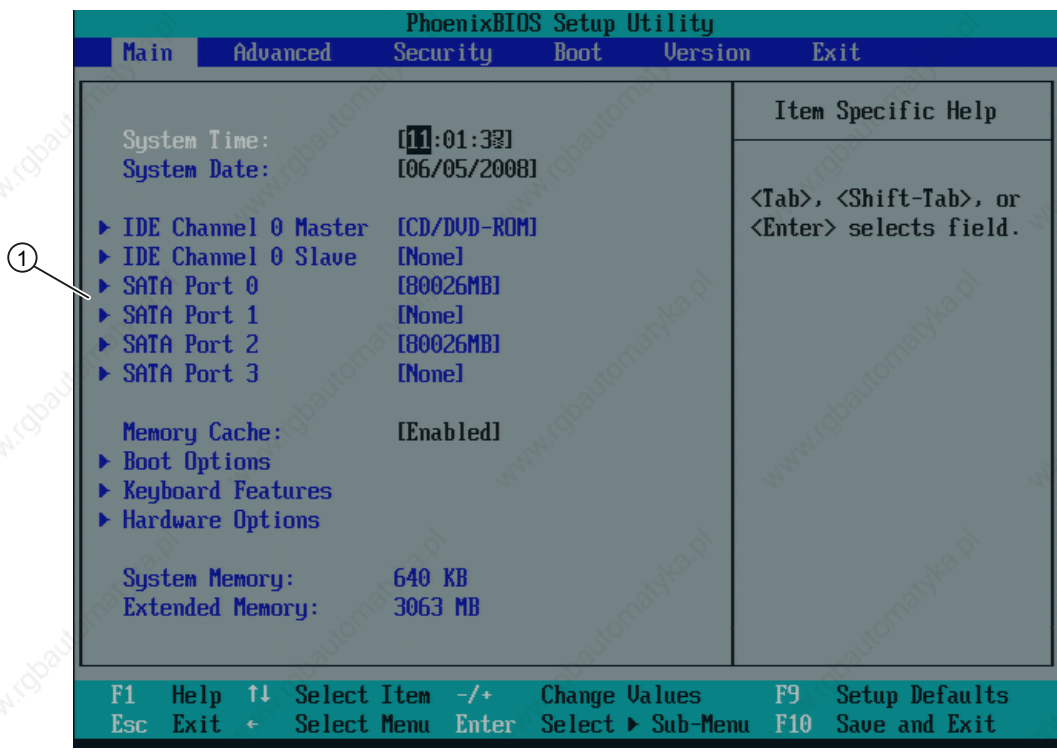 PhoenixBIOS Setup Utility
Main Advanced Security Boot Version Exit
Item Specific Help
System Time: [11:01:3]
System Date: [06/05/2008]
<Tab>, <Shift-Tab>, or
<Enter> selects field.
▶ IDE Channel 0 Master [CD/DVD-ROM]
▶ IDE Channel 0 Slave [None]
1
▶ SATA Port 0 [80026MB]
▶ SATA Port 1 [None]
▶ SATA Port 2 [80026MB]
▶ SATA Port 3 [None]
Memory Cache: [Enabled]
▶ Boot Options
▶ Keyboard Features
▶ Hardware Options
System Memory: 640 KB
Extended Memory: 3063 MB
F1 Help ↑↓ Select Item -/+ Change Values F9 Setup Defaults
Esc Exit ← Select Menu Enter Select ▶ Sub-Menu F10 Save and Exit
www.rgbautomatyka.pl